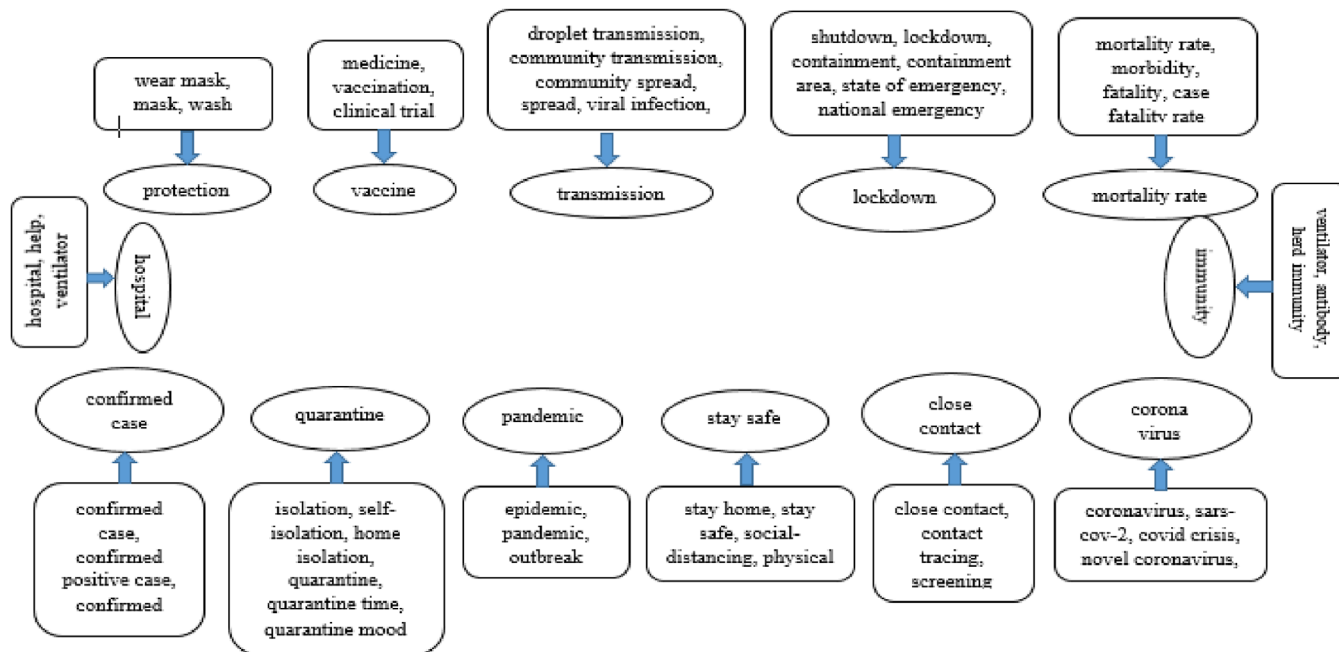 wear mask,
mask, wash
medicine,
vaccination,
clinical trial
droplet transmission,
community transmission,
community spread,
spread, viral infection,
shutdown, lockdown,
containment, containment
area, state of emergency,
national emergency
mortality rate,
morbidity,
fatality, case
fatality rate
protection
vaccine
transmission
lockdown
mortality rate
hospital, help,
ventilator
hospital
immunity
ventilator, antibody,
herd immunity
confirmed
case
quarantine
pandemic
stay safe
close
contact
corona
virus
confirmed
case,
confirmed
positive case,
confirmed
isolation, self-
isolation, home
isolation,
quarantine,
quarantine time,
quarantine mood
epidemic,
pandemic,
outbreak
stay home, stay
safe, social-
distancing, physical
close contact,
contact
tracing,
screening
coronavirus, sars-
cov-2, covid crisis,
novel coronavirus,